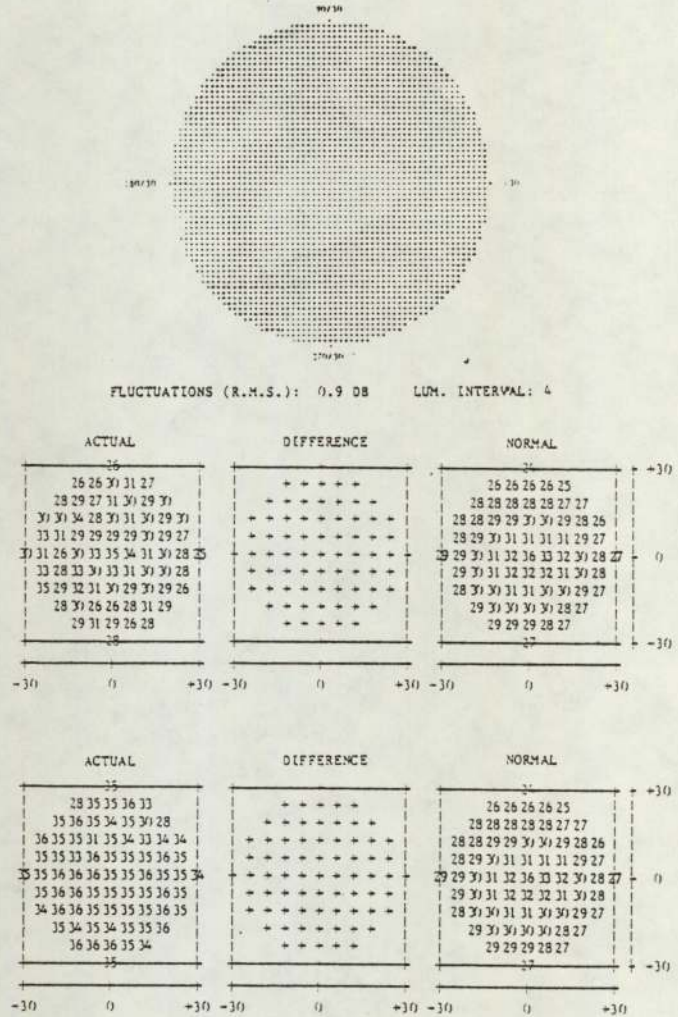 90/30
180/30
270/30
FLUCTUATIONS (R.M.S.): 0.9 DB LUM. INTERVAL: 4
ACTUAL DIFFERENCE NORMAL
+30
26 26 30 31 27 26 26 26 26 25
28 29 27 31 30 29 30 28 28 28 28 28 27 27
30 30 34 28 30 31 30 29 30 28 28 29 29 30 30 29 28 26
33 31 29 29 29 29 30 29 27 28 29 30 31 31 31 31 29 27
31 26 30 33 35 34 31 30 28 29 29 30 31 32 36 33 32 30 28 27 0
33 28 33 30 33 31 30 30 28 29 30 31 32 32 32 31 30 28
35 29 32 31 30 29 30 29 26 28 30 30 31 31 30 30 29 27
28 30 26 26 28 31 29 29 30 30 30 30 28 27
29 31 29 26 28 29 29 29 28 27
28 27 -30
-30 0 +30 -30 0 +30 -30 0 +30
ACTUAL DIFFERENCE NORMAL
35 +30
28 35 35 36 33 26 26 26 26 25
35 36 35 34 35 30 28 28 28 28 28 28 27 27
36 35 35 31 35 34 33 34 34 28 28 29 29 30 30 29 28 26
35 35 33 36 35 35 35 36 35 28 29 30 31 31 31 31 29 27
35 35 36 36 36 35 35 36 35 35 34 29 29 30 31 32 36 33 32 30 28 27 0
35 36 36 35 35 35 36 35 35 29 30 31 32 32 32 31 30 28
34 36 36 35 35 35 35 36 35 28 30 30 31 31 30 30 29 27
35 34 35 34 35 35 36 29 30 30 30 30 28 27
36 36 36 35 34 29 29 29 28 27
35 27 -30
-30 0 +30 -30 0 +30 -30 0 +30